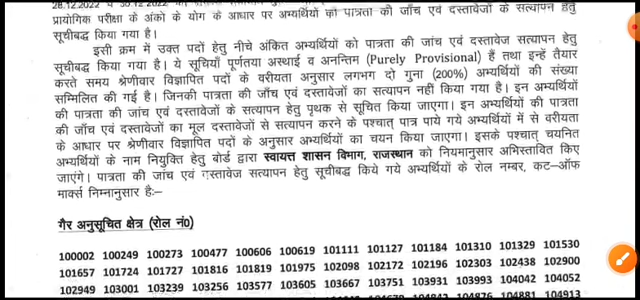 28.12.2022 व 30.12.2022
प्रायोगिक परीक्षा के अंको के योग के आधार पर अभ्यर्थियों को पात्रता की जाँच एवं दस्तावेजों के सत्यापन हेतु
सूचीबद्ध किया गया है।
इसी क्रम में उक्त पदों हेतु नीचे अंकित अभ्यर्थियों को पात्रता की जांच एवं दस्तावेज सत्यापन हेतु
सूचीबद्ध किया गया है। ये सूचियाँ पूर्णतया अस्थाई व अनन्तिम (Purely Provisional) हैं तथा इन्हें तैयार
करते समय श्रेणीवार विज्ञापित पदों के वरीयता अनुसार लगभग दो गुना (200%) अभ्यर्थियों की संख्या
सम्मिलित की गई है। जिनकी पात्रता की जाँच एवं दस्तावेजों का सत्यापन नहीं किया गया है। इन अभ्यर्थियों
की पात्रता की जांच एवं दस्तावेजों के सत्यापन हेतु पृथक से सूचित किया जाएगा। इन अभ्यर्थियों की पात्रता
की जाँच एवं दस्तावेजों का मूल दस्तावेजों से सत्यापन करने के पश्चात् पात्र पाये गये अभ्यर्थियों में से वरीयता
के आधार पर श्रेणीवार विज्ञापित पदों के अनुसार अभ्यर्थियों का चयन किया जाएगा। इसके पश्चात् चयनित
अभ्यर्थियों के नाम नियुक्ति हेतु बोर्ड द्वारा स्वायत्त शासन विभाग, राजस्थान को नियमानुसार अभिस्तावित किए
जाएंगे। पात्रता की जांच एवं दस्तावेज सत्यापन हेतु सूचीबद्ध किये गये अभ्यर्थियों के रोल नम्बर, कट–ऑफ
मार्क्स निम्नानुसार है:–
गैर अनुसूचित क्षेत्र (रोल नं0)
100002 100249 100273 100477 100606 100619 101111 101127 101184 101310 101329 101530
101657 101724 101727 101816 101819 101975 102098 102172 102196 102303 102438 102900
102949 103001 103239 103256 103577 103605 103667 103751 103931 103993 104042 104052
104881 104913